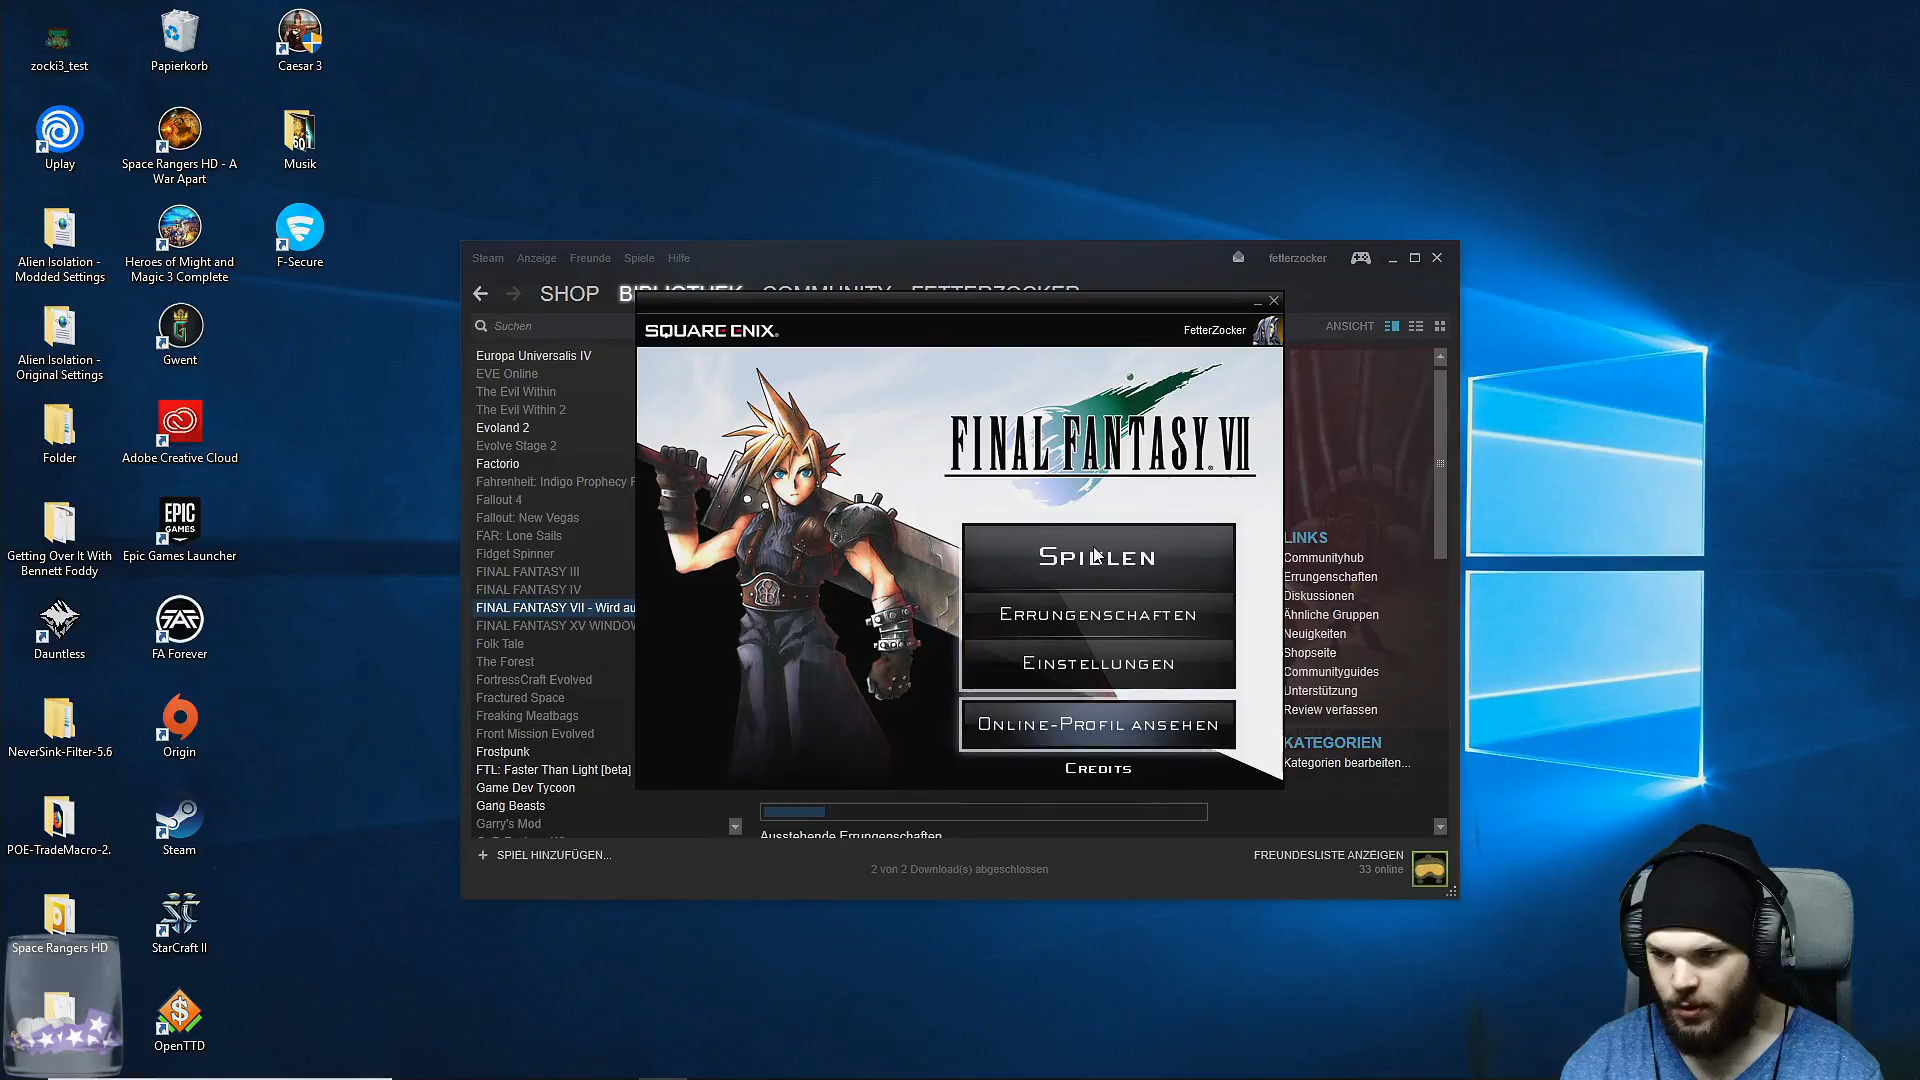 zocki3_test
Papierkorb
Caesar 3
Uplay
Space Rangers HD - A
War Apart
Musik
Alien Isolation -
Modded Settings
Heroes of Might and
Magic 3 Complete
F-Secure
Alien Isolation -
Original Settings
Gwent
Folder
Adobe Creative Cloud
EPIC
GAMES
Getting Over It With
Bennett Foddy
Epic Games Launcher
FAF
Dauntless
FA Forever
NeverSink-Filter-5.6
Origin
POE-TradeMacro-2.
Steam
Space Rangers HD
StarCraft II
OpenTTD
Steam Anzeige Freunde Spiele Hilfe
fetterzocker
SHOP BIBLIOTHEK COMMUNITY FETTERZOCKER
Suchen
ANSICHT
Europa Universalis IV
EVE Online
The Evil Within
The Evil Within 2
Evoland 2
Evolve Stage 2
Factorio
Fahrenheit: Indigo Prophecy
Fallout 4
Fallout: New Vegas
FAR: Lone Sails
Fidget Spinner
FINAL FANTASY III
FINAL FANTASY IV
FINAL FANTASY VII - Wird au
FINAL FANTASY XV WINDOW
Folk Tale
The Forest
FortressCraft Evolved
Fractured Space
Freaking Meatbags
Front Mission Evolved
Frostpunk
FTL: Faster Than Light [beta]
Game Dev Tycoon
Gang Beasts
Garry's Mod
SQUARE ENIX.
FetterZocker
FINAL FANTASY. VII
SPIELEN
ERRUNGENSCHAFTEN
EINSTELLUNGEN
ONLINE-PROFIL ANSEHEN
CREDITS
LINKS
Communityhub
Errungenschaften
Diskussionen
Ähnliche Gruppen
Neuigkeiten
Shopseite
Communityguides
Unterstützung
Review verfassen
KATEGORIEN
Kategorien bearbeiten...
Ausstehende Errungenschaften
+ SPIEL HINZUFÜGEN...
2 von 2 Download(s) abgeschlossen
FREUNDESLISTE ANZEIGEN
33 online